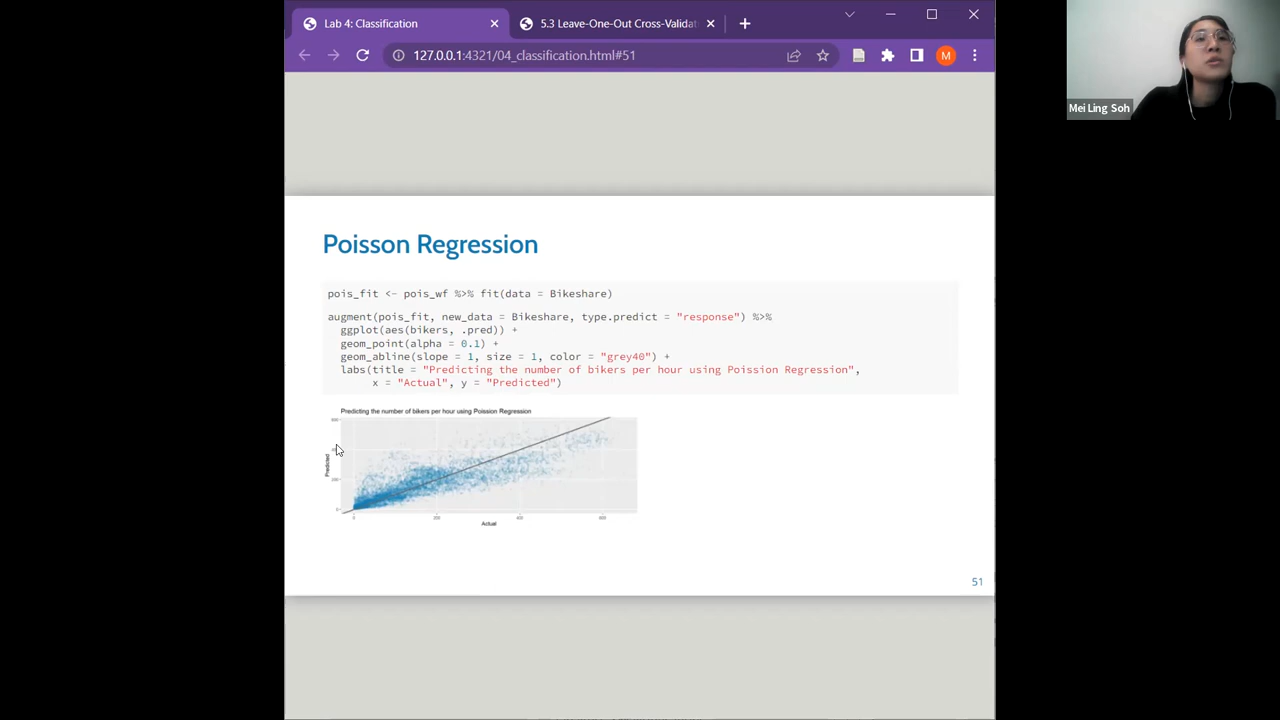 Lab 4: Classification
5.3 Leave-One-Out Cross-Validat
127.0.0.1:4321/04_classification.html#51
M
Mei Ling Soh
Poisson Regression
pois_fit <- pois_wf %>% fit(data = Bikeshare)
augment(pois_fit, new_data = Bikeshare, type.predict = "response") %>%
ggplot(aes(bikers, .pred)) +
geom_point(alpha = 0.1) +
geom_abline(slope = 1, size = 1, color = "grey40") +
labs(title = "Predicting the number of bikers per hour using Poission Regression",
x = "Actual", y = "Predicted")
Predicting the number of bikers per hour using Poission Regression
Predicted
Actual
51